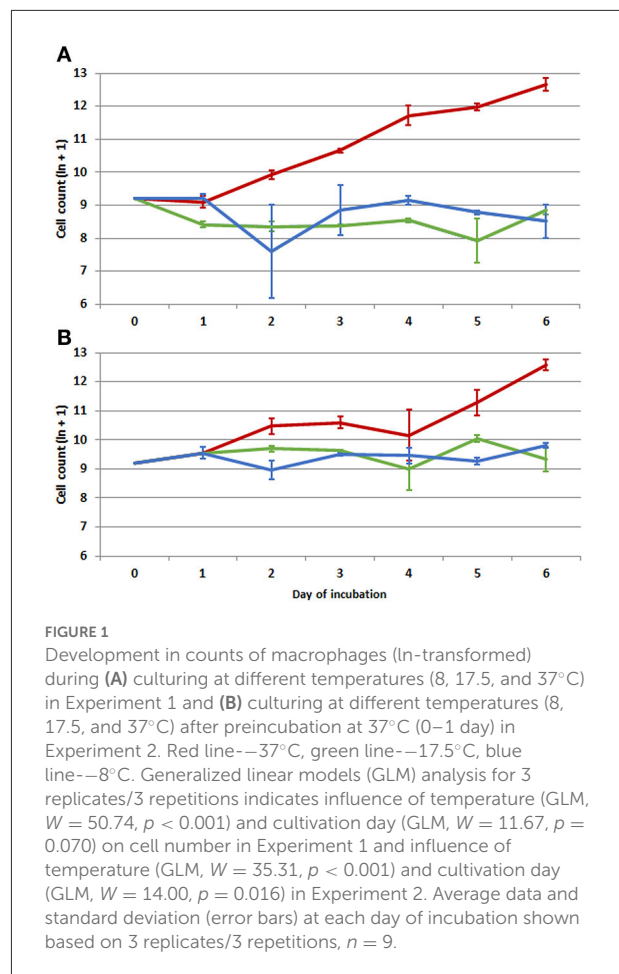 A
13
12
11
10
9
8
7
6
Cell count (ln + 1)
0 1 2 3 4 5 6
B
13
12
11
10
9
8
7
6
Cell count (ln + 1)
0 1 2 3 4 5 6
Day of incubation
FIGURE 1
Development in counts of macrophages (ln-transformed)
during (A) culturing at different temperatures (8, 17.5, and 37°C)
in Experiment 1 and (B) culturing at different temperatures (8,
17.5, and 37°C) after preincubation at 37°C (0–1 day) in
Experiment 2. Red line-—37°C, green line-—17.5°C, blue
line-—8°C. Generalized linear models (GLM) analysis for 3
replicates/3 repetitions indicates influence of temperature (GLM,
W = 50.74, p < 0.001) and cultivation day (GLM, W = 11.67, p =
0.070) on cell number in Experiment 1 and influence of
temperature (GLM, W = 35.31, p < 0.001) and cultivation day
(GLM, W = 14.00, p = 0.016) in Experiment 2. Average data and
standard deviation (error bars) at each day of incubation shown
based on 3 replicates/3 repetitions, n = 9.